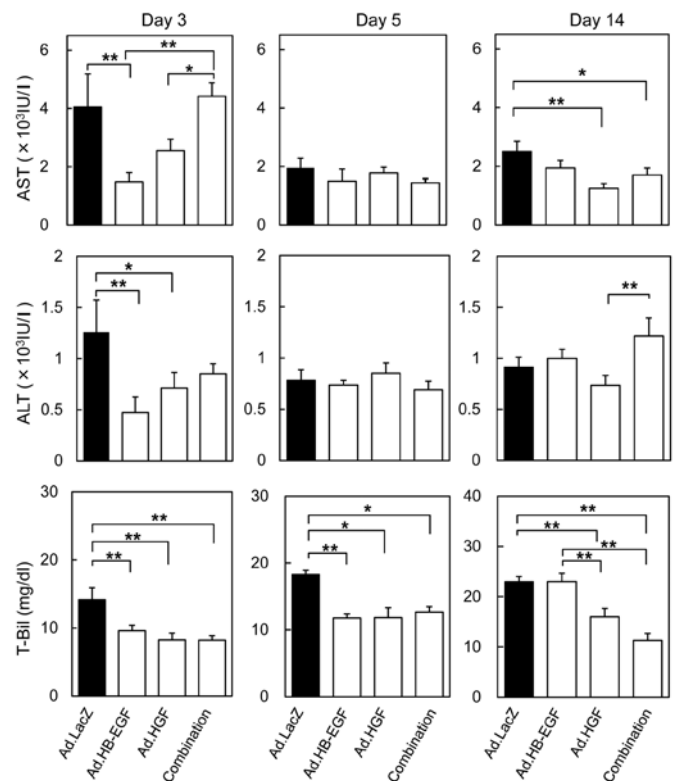 Day 3 Day 5 Day 14
AST ( × 10³IU/l )
6 6 6
4 4 4
2 2 2
0 0 0
** ** *
* **
ALT ( × 10³IU/l )
2 2 2
1.5 1.5 1.5
1 1 1
0.5 0.5 0.5
0 0 0
* **
**
T-Bil (mg/dl)
30 30 40
20 20 30
10 10 20
0 0 10
0
** * **
** * **
** ** **
**
Ad.LacZ Ad.HB-EGF Ad.HGF Combination Ad.LacZ Ad.HB-EGF Ad.HGF Combination Ad.LacZ Ad.HB-EGF Ad.HGF Combination